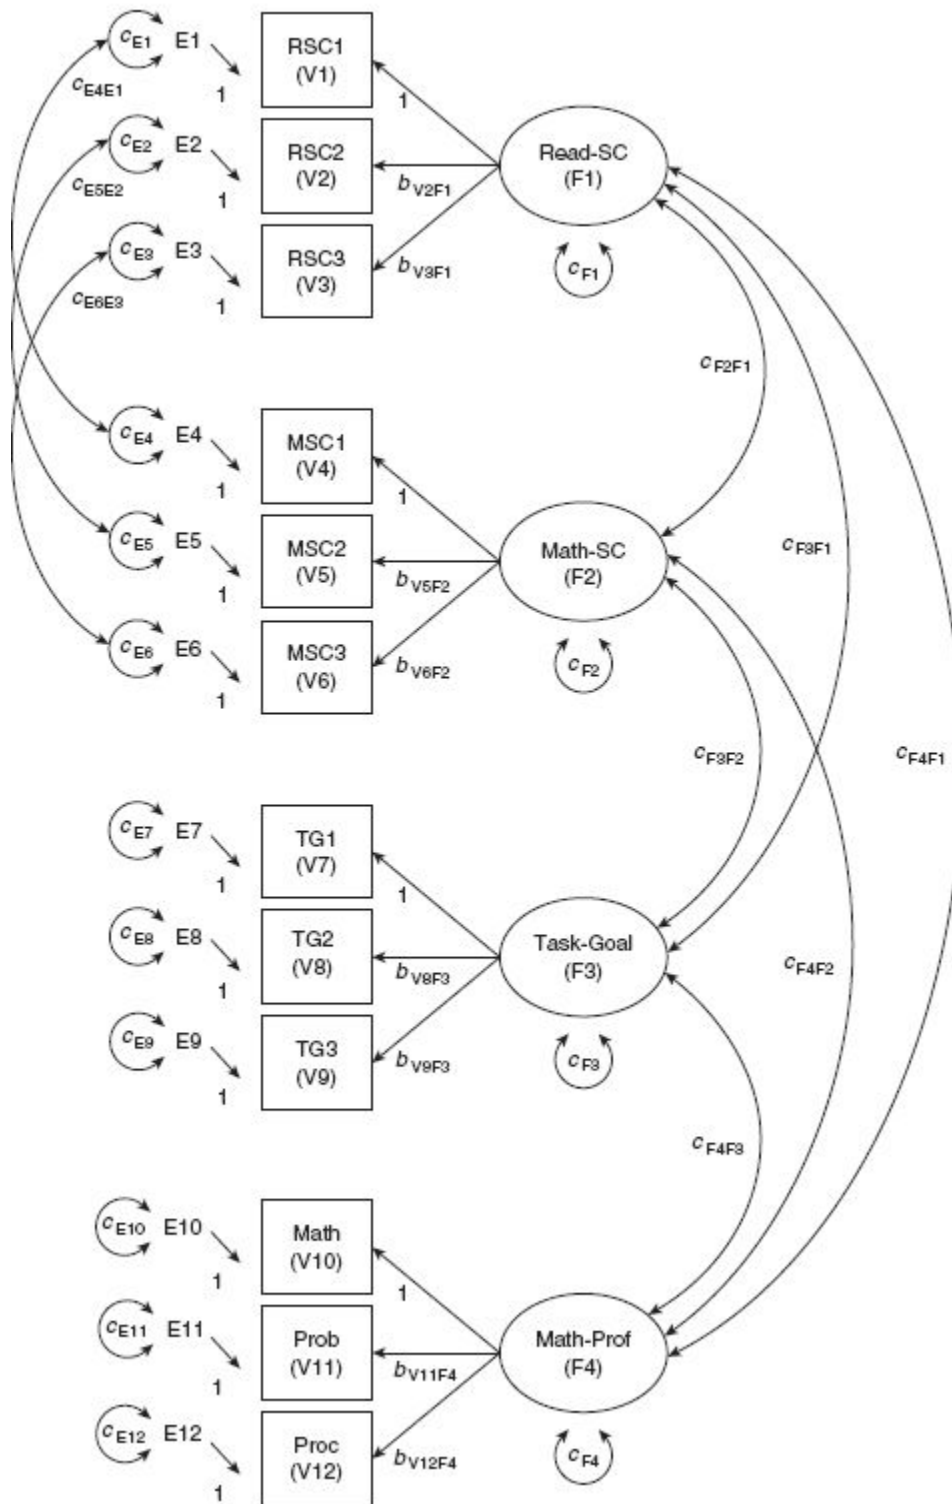 cE1 E1
1
cE4E1
RSC1
(V1)
1
cE2 E2
1
cE5E2
RSC2
(V2)
bV2F1
Read-SC
(F1)
cE3 E3
1
cE6E3
RSC3
(V3)
bV3F1
cF1
cF2F1
cE4 E4
1
MSC1
(V4)
1
cE5 E5
1
MSC2
(V5)
bV5F2
Math-SC
(F2)
cF3F1
cE6 E6
1
MSC3
(V6)
bV6F2
cF2
cF3F2
cF4F1
cE7 E7
1
TG1
(V7)
1
cE8 E8
1
TG2
(V8)
bV8F3
Task-Goal
(F3)
cF4F2
cE9 E9
1
TG3
(V9)
bV9F3
cF3
cF4F3
cE10 E10
1
Math
(V10)
1
cE11 E11
1
Prob
(V11)
bV11F4
Math-Prof
(F4)
cE12 E12
1
Proc
(V12)
bV12F4
cF4